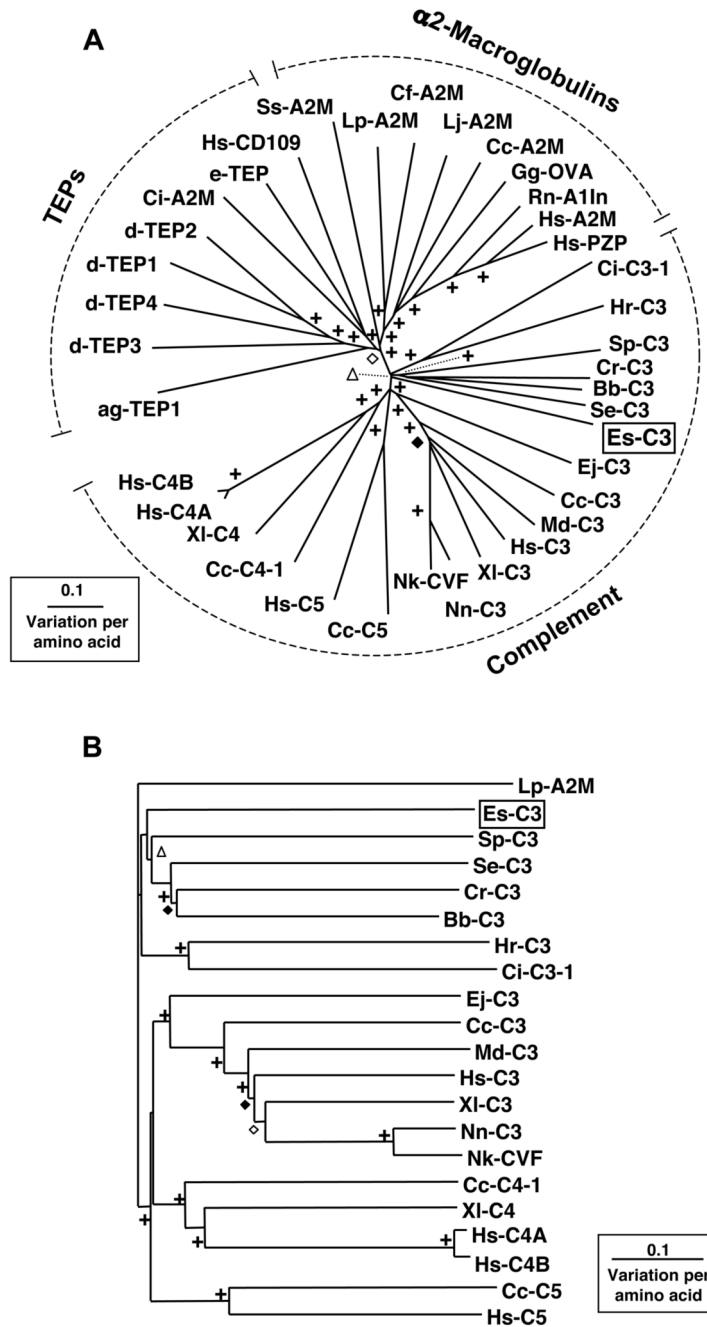 A
α2-Macroglobulins
TEPs
Complement
Cf-A2M
Ss-A2M
Lp-A2M
Lj-A2M
Hs-CD109
Cc-A2M
e-TEP
Gg-OVA
Ci-A2M
Rn-A1In
Hs-A2M
d-TEP2
Hs-PZP
d-TEP1
Ci-C3-1
d-TEP4
Hr-C3
d-TEP3
Sp-C3
Cr-C3
Bb-C3
ag-TEP1
Se-C3
Es-C3
Ej-C3
Hs-C4B
Cc-C3
Hs-C4A
Md-C3
XI-C4
Hs-C3
Cc-C4-1
XI-C3
Nk-CVF
Hs-C5
Nn-C3
Cc-C5
0.1
Variation per
amino acid
B
Lp-A2M
Es-C3
Sp-C3
Se-C3
Cr-C3
Bb-C3
Hr-C3
Ci-C3-1
Ej-C3
Cc-C3
Md-C3
Hs-C3
XI-C3
Nn-C3
Nk-CVF
Cc-C4-1
XI-C4
Hs-C4A
Hs-C4B
Cc-C5
Hs-C5
0.1
Variation per
amino acid